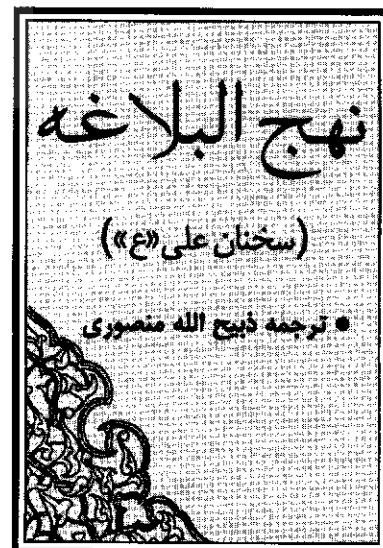 نهج البلاغه
(سخنان علی «ع»)
• ترجمه ذبیح الله منصوری